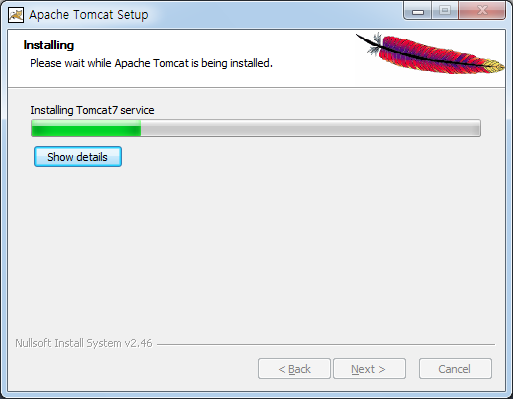 Apache Tomcat Setup
Installing
Please wait while Apache Tomcat is being installed.
Installing Tomcat7 service
Show details
Nullsoft Install System v2.46
< Back
Next >
Cancel